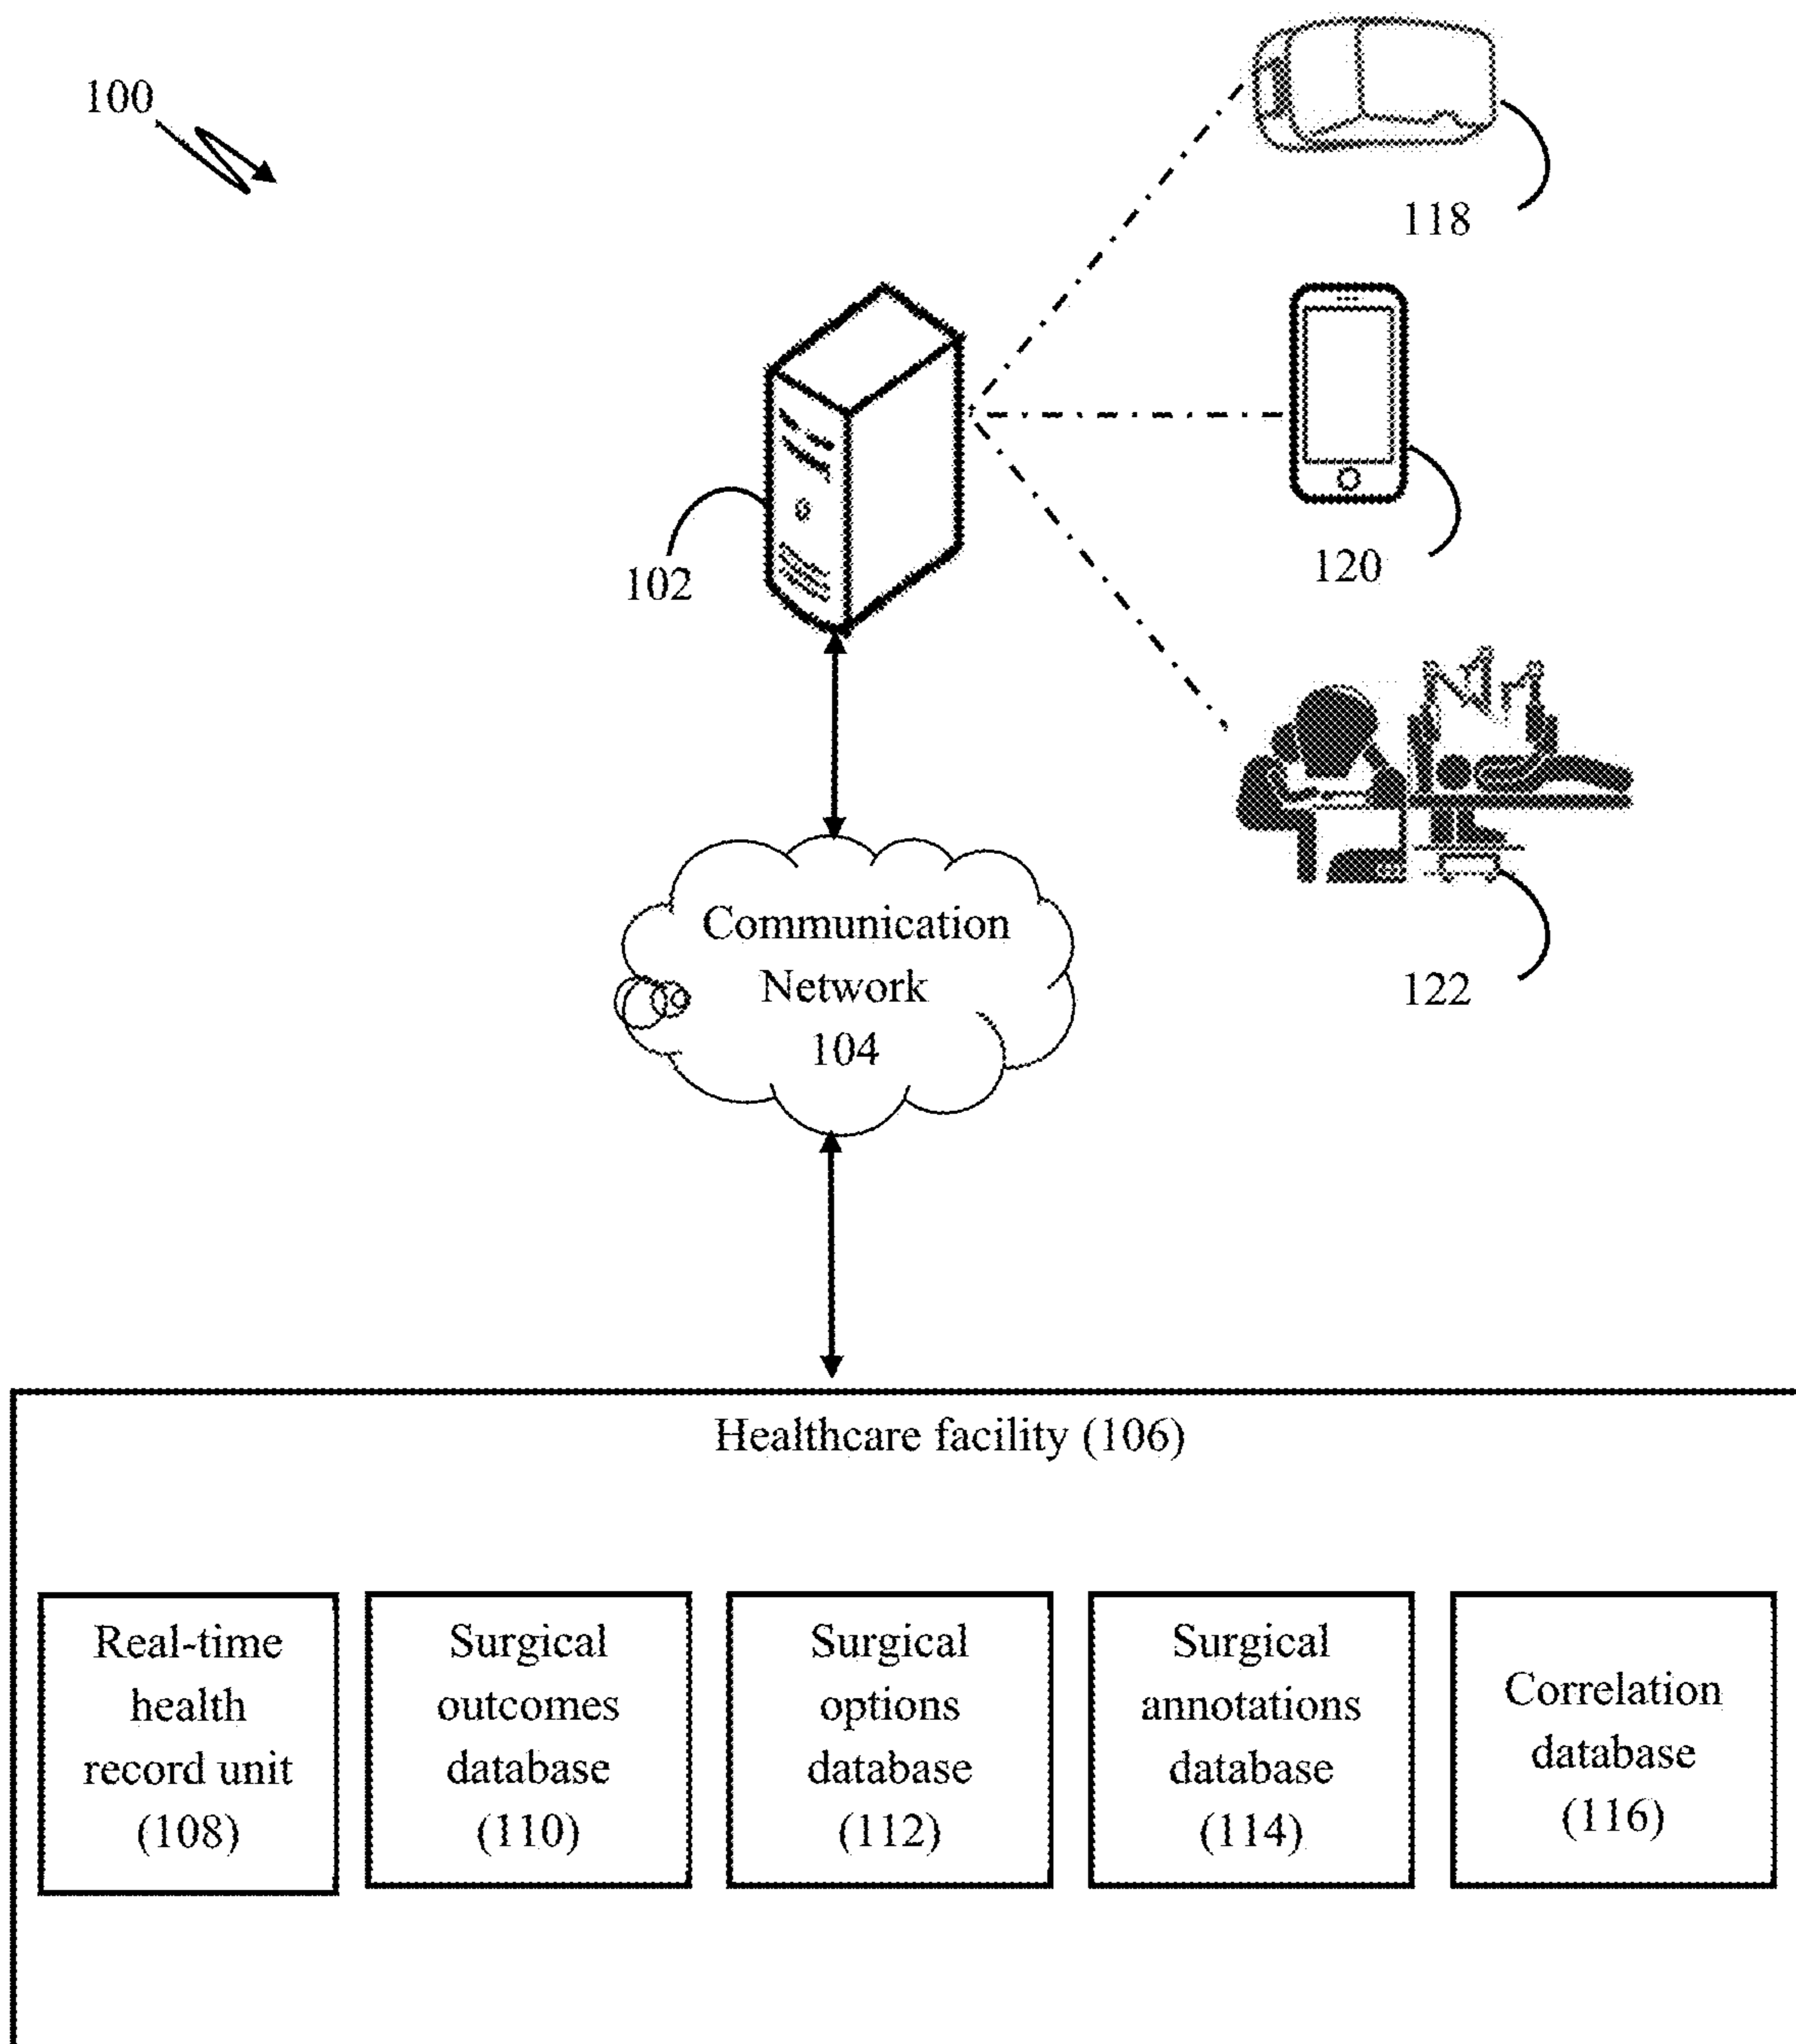 100
118
120
102
122
Communication
Network
104
Healthcare facility (106)
Real-time
health
record unit
(108)
Surgical
outcomes
database
(110)
Surgical
options
database
(112)
Surgical
annotations
database
(114)
Correlation
database
(116)